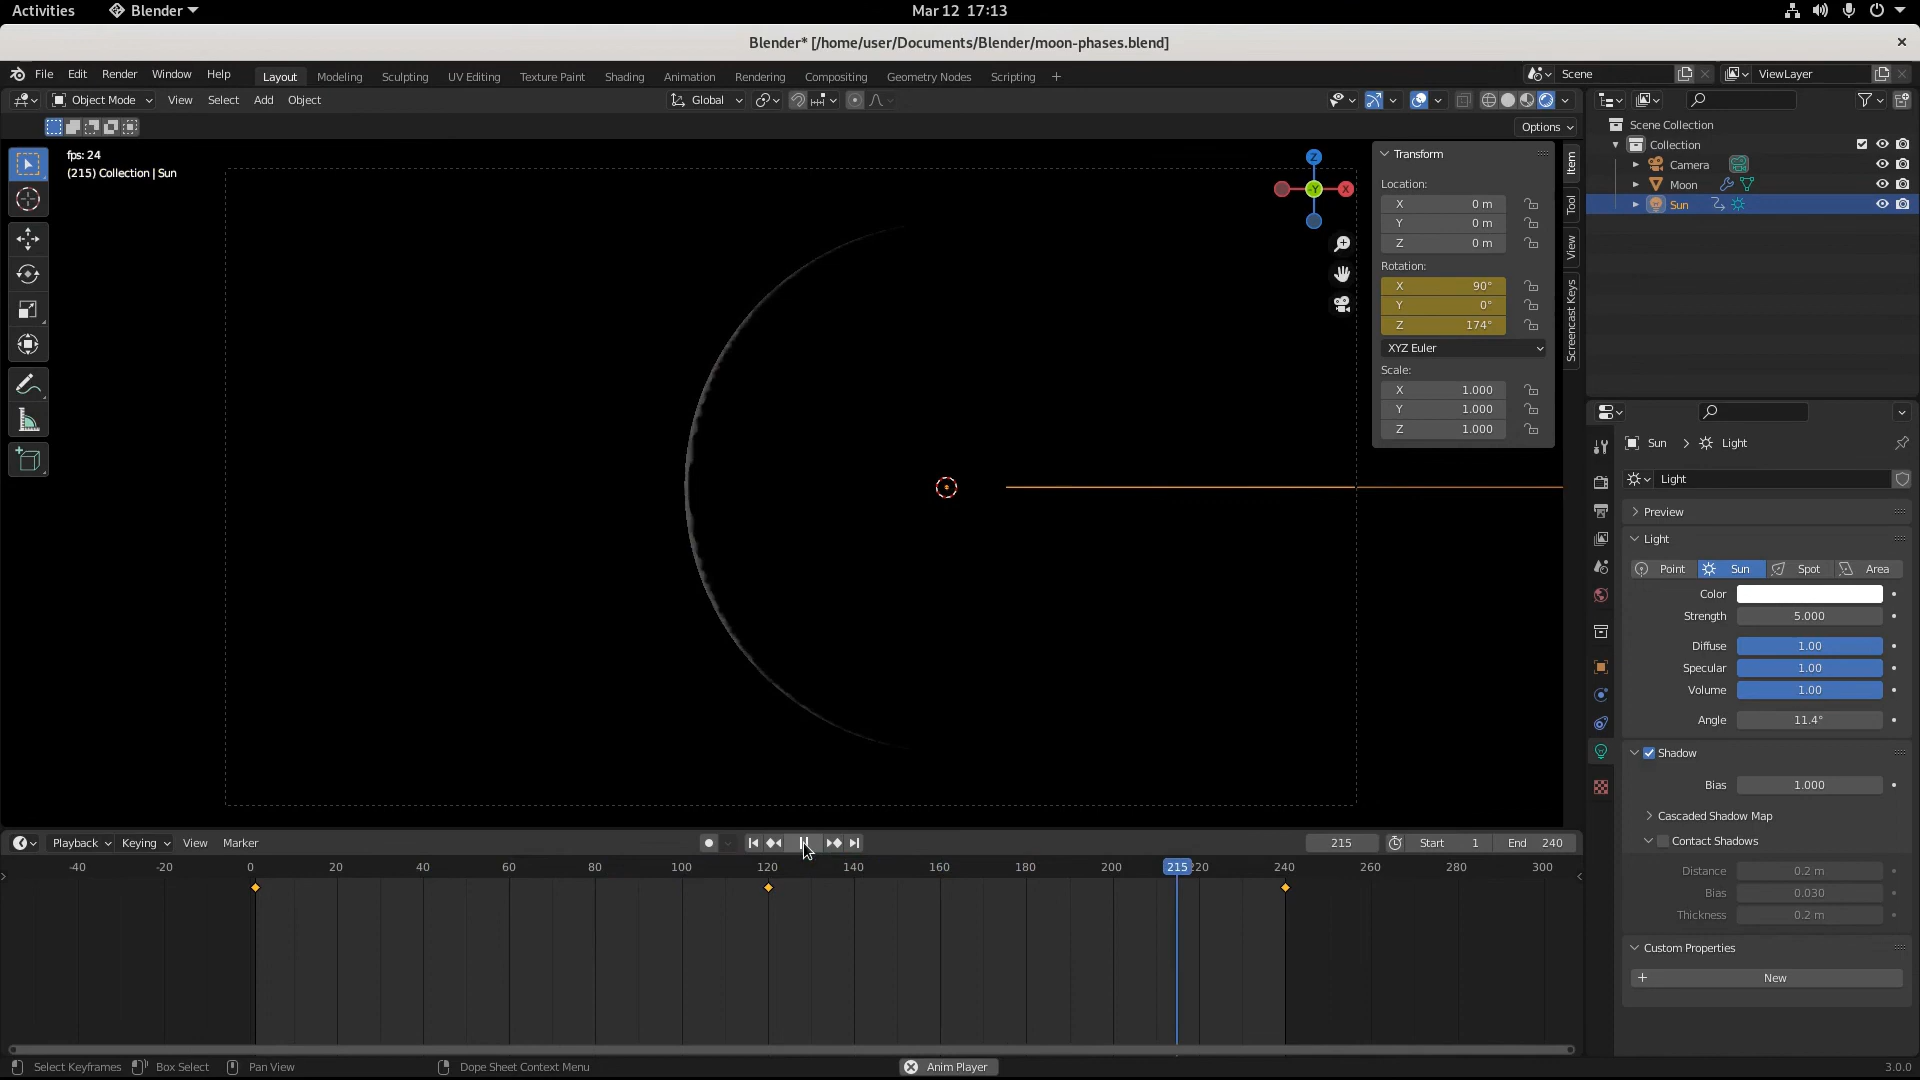 Activities Blender Mar 12 17:13
Blender* [/home/user/Documents/Blender/moon-phases.blend]
File Edit Render Window Help Layout Modeling Sculpting UV Editing Texture Paint Shading Animation Rendering Compositing Geometry Nodes Scripting + Scene ViewLayer
Object Mode View Select Add Object Global
Options
fps: 24
(215) Collection | Sun
Z
Y
X
Transform
Location:
X 0 m
Y 0 m
Z 0 m
Rotation:
X 90°
Y 0°
Z 174°
XYZ Euler
Scale:
X 1.000
Y 1.000
Z 1.000
Item
Tool
View
Screencast Keys
Scene Collection
Collection
Camera
Moon
Sun
Sun > Light
Light
Preview
Light
Point Sun Spot Area
Color
Strength 5.000
Diffuse 1.00
Specular 1.00
Volume 1.00
Angle 11.4°
Shadow
Bias 1.000
Cascaded Shadow Map
Contact Shadows
Distance 0.2 m
Bias 0.030
Thickness 0.2 m
Custom Properties
+ New
Playback Keying View Marker 215 Start 1 End 240
-40 -20 0 20 40 60 80 100 120 140 160 180 200 215 220 240 260 280 300
Select Keyframes Box Select Pan View Dope Sheet Context Menu Anim Player 3.0.0